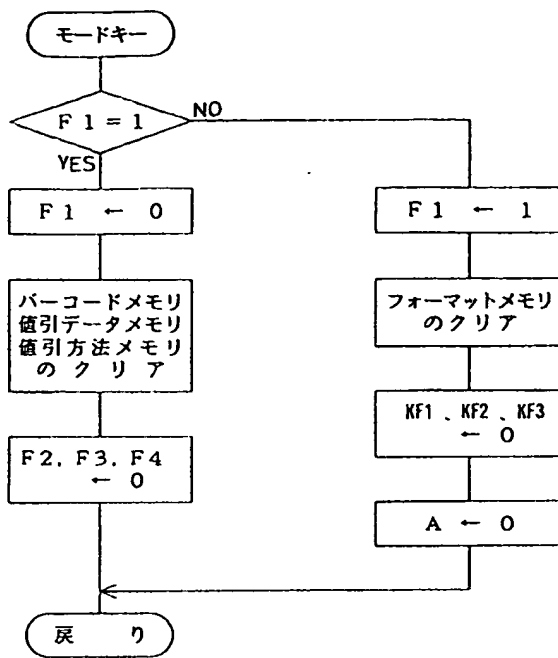 モードキー
F1=1
NO
YES
F1 ← 0
バーコードメモリ
値引データメモリ
値引方法メモリ
のクリア
F2, F3, F4
← 0
F1 ← 1
フォーマットメモリ
のクリア
KF1、KF2、KF3
← 0
A ← 0
戻り